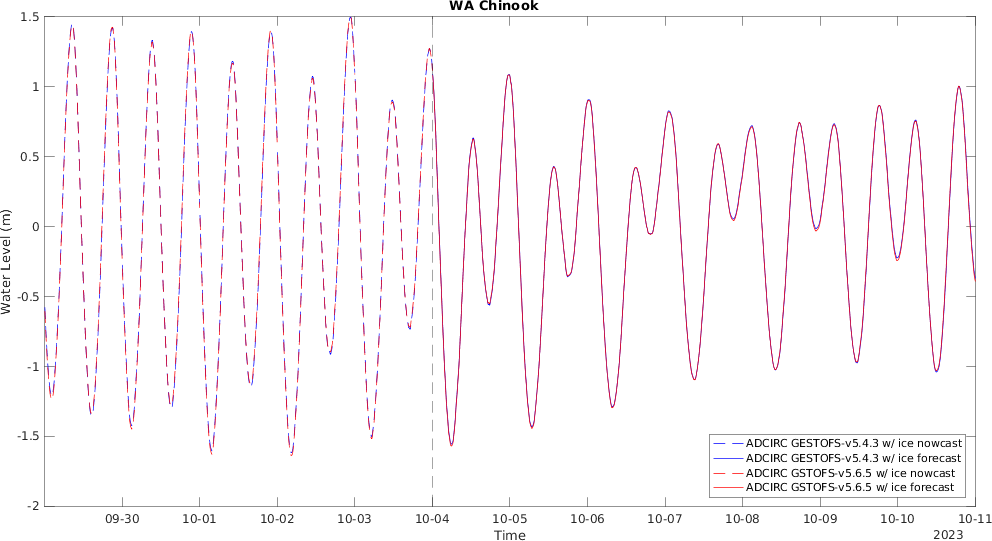 WA Chinook
Water Level (m)
1.5
1
0.5
0
-0.5
-1
-1.5
-2
ADCIRC GESTOFS-v5.4.3 w/ ice nowcast
ADCIRC GESTOFS-v5.4.3 w/ ice forecast
ADCIRC GSTOFS-v5.6.5 w/ ice nowcast
ADCIRC GSTOFS-v5.6.5 w/ ice forecast
09-30 10-01 10-02 10-03 10-04 10-05 10-06 10-07 10-08 10-09 10-10 10-11
Time
2023